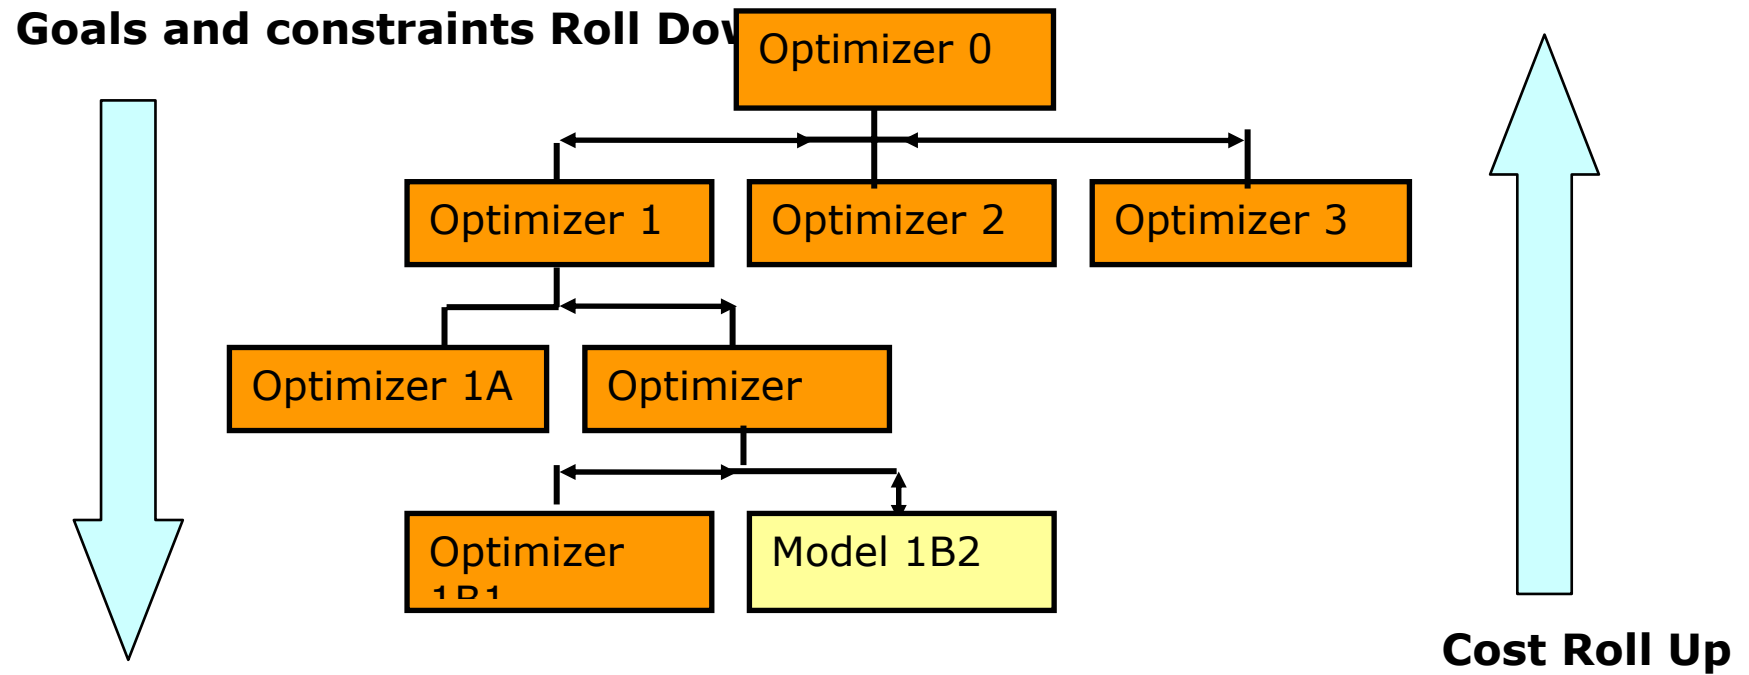 Goals and constraints Roll
Optimizer 0
Optimizer 1
Optimizer 2
Optimizer 3
Optimizer 1A
Optimizer
Optimizer
Model 1B2
Cost Roll Up